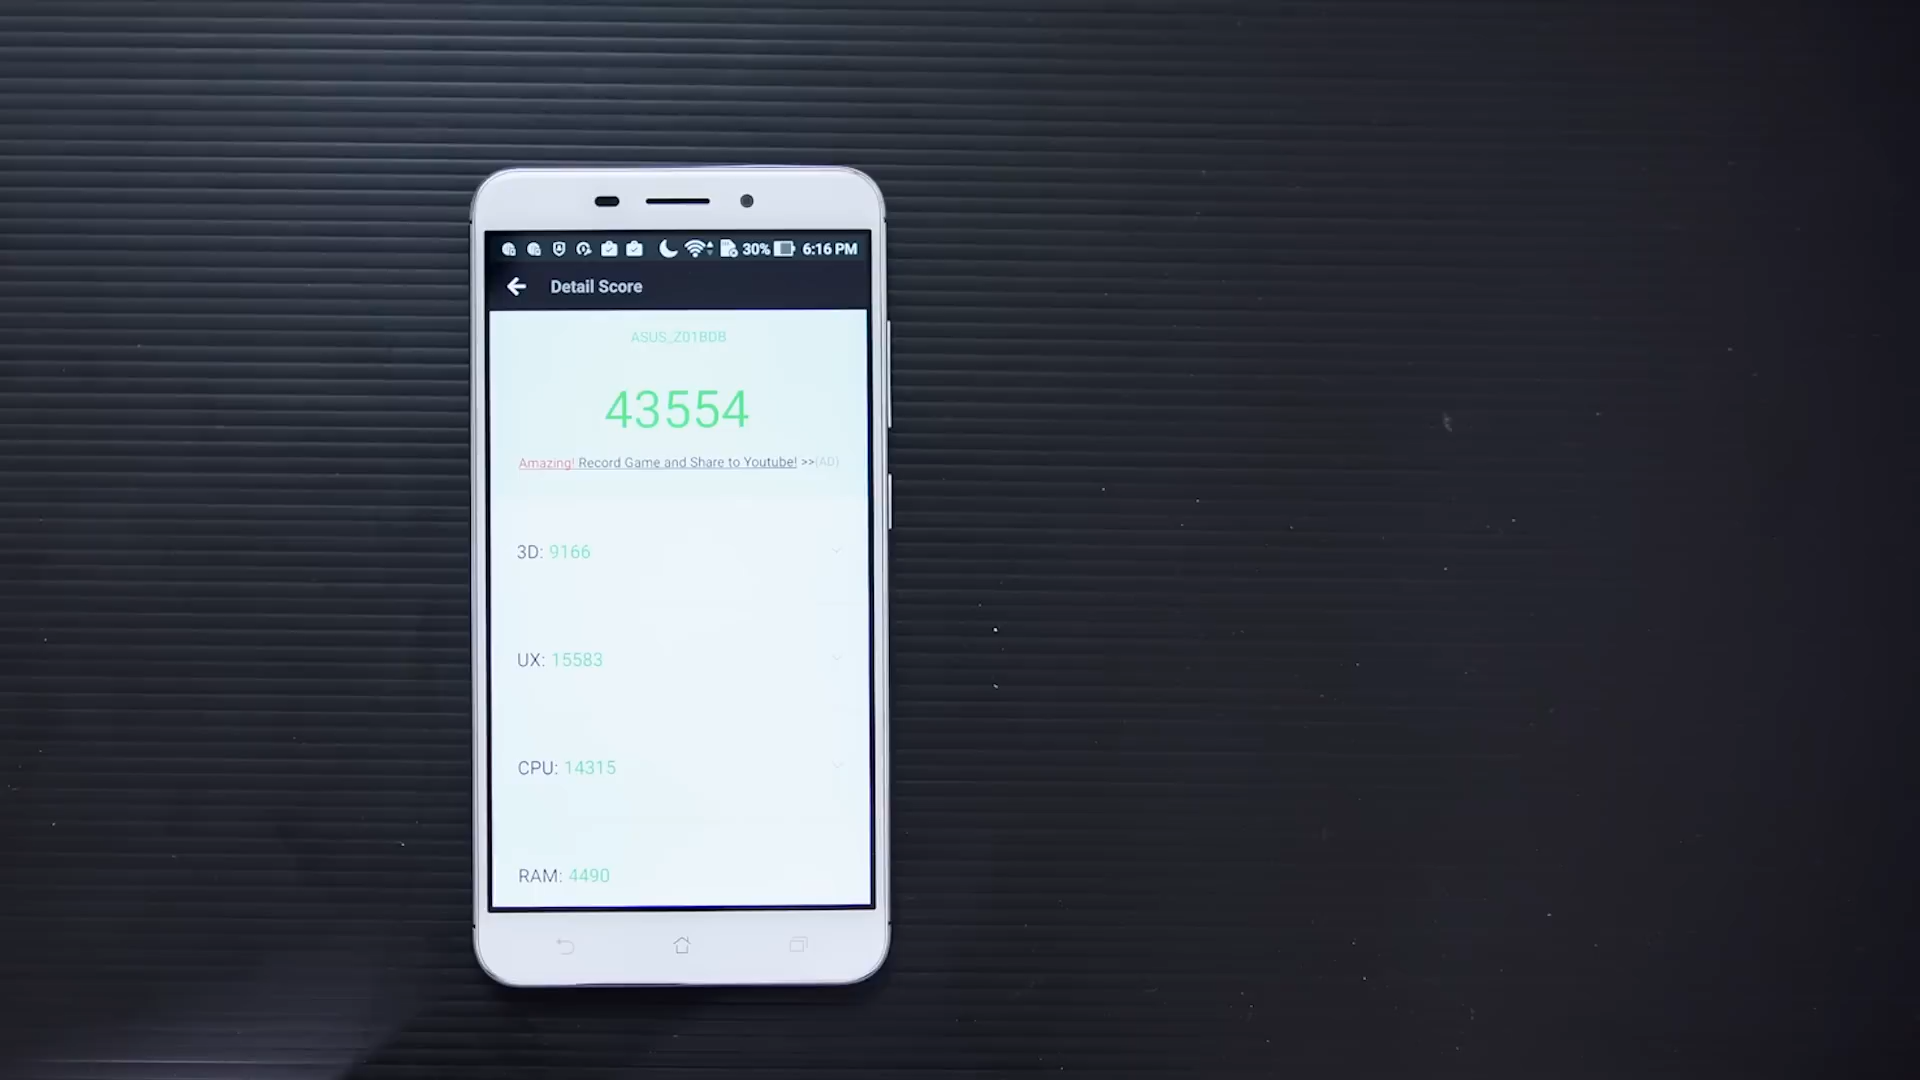 30% 6:16 PM
Detail Score
ASUS_Z01BDB
43554
Amazing! Record Game and Share to Youtube! >>(AD)
3D: 9166
UX: 15583
CPU: 14315
RAM: 4490